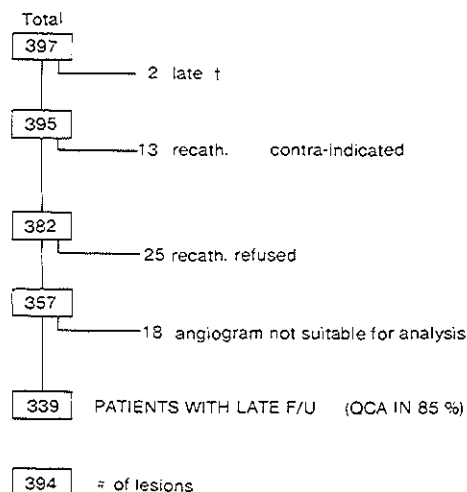 Total
397
2 late †
395
13 recath. contra-indicated
382
25 recath. refused
357
18 angiogram not suitable for analysis
339 PATIENTS WITH LATE F/U (QCA IN 85 %)
394 # of lesions